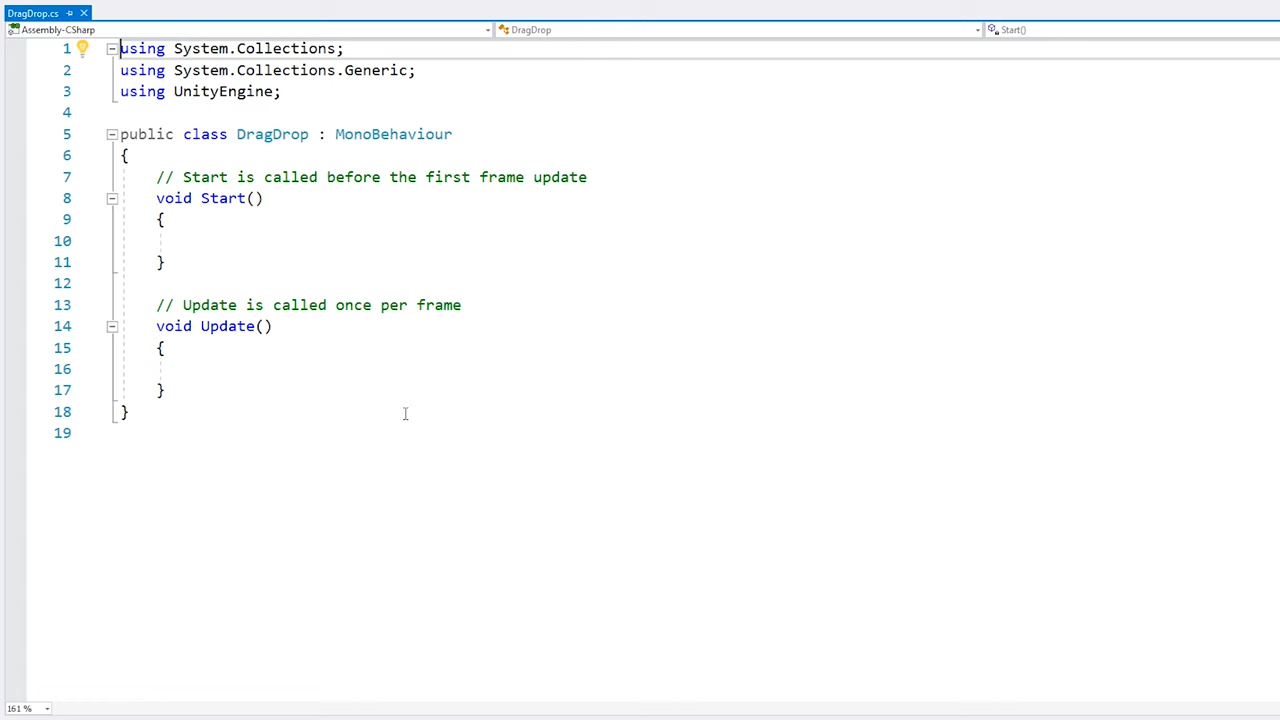 DragDrop.cs
Assembly-CSharp
DragDrop
Start()
1 using System.Collections;
2 using System.Collections.Generic;
3 using UnityEngine;
4
5 public class DragDrop : MonoBehaviour
6 {
7 // Start is called before the first frame update
8 void Start()
9 {
10
11 }
12
13 // Update is called once per frame
14 void Update()
15 {
16
17 }
18 }
19
161 %